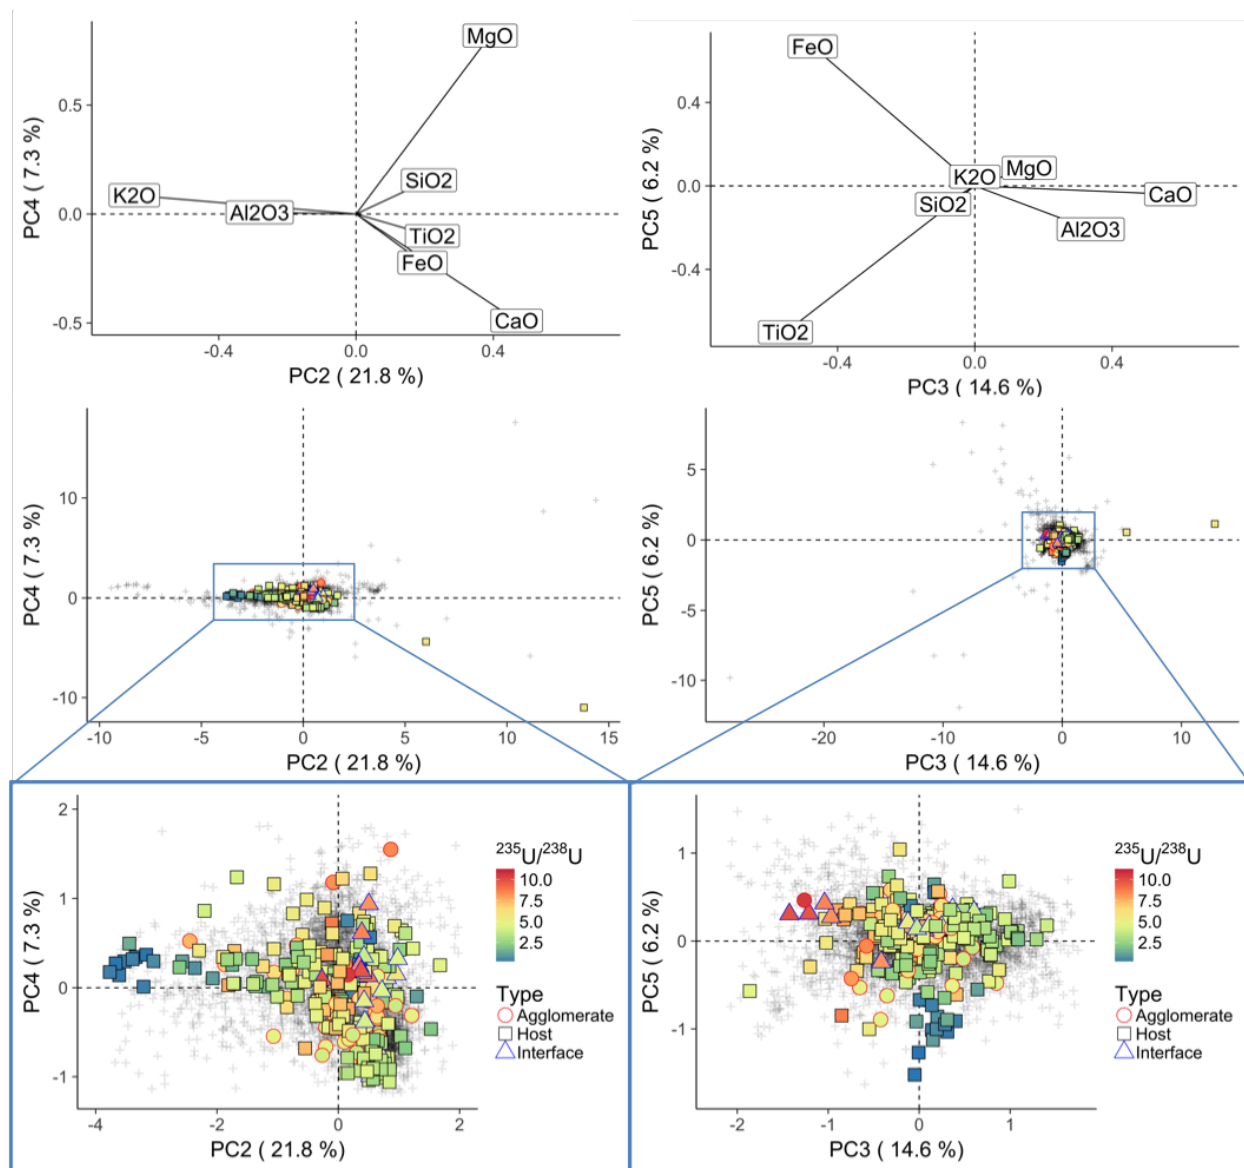 MgO
0.5
SiO2
K2O
Al2O3
0.0
TiO2
FeO
CaO
-0.5
-0.4
0.0
0.4
PC2 ( 21.8 %)
PC4 ( 7.3 %)
FeO
0.4
MgO
K2O
0.0
CaO
SiO2
Al2O3
-0.4
TiO2
-0.4
0.0
0.4
PC3 ( 14.6 %)
PC5 ( 6.2 %)
10
0
-10
-10
-5
0
5
10
15
PC2 ( 21.8 %)
PC4 ( 7.3 %)
5
0
-5
-10
-20
-10
0
10
PC3 ( 14.6 %)
PC5 ( 6.2 %)
2
1
0
-1
-4
-2
0
2
PC2 ( 21.8 %)
PC4 ( 7.3 %)
²³⁵U/²³⁸U
10.0
7.5
5.0
2.5
Type
Agglomerate
Host
Interface
1
0
-1
-2
-1
0
1
PC3 ( 14.6 %)
PC5 ( 6.2 %)
²³⁵U/²³⁸U
10.0
7.5
5.0
2.5
Type
Agglomerate
Host
Interface